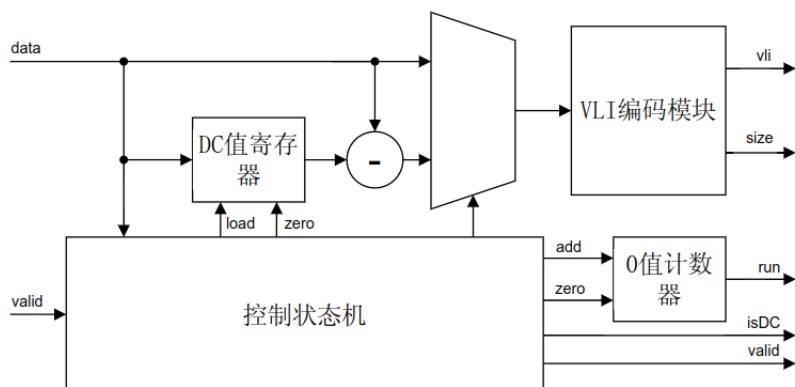 data
vli
VLI编码模块
size
DC值寄存
器
-
load
zero
add
0值计数
器
run
zero
valid
控制状态机
isDC
valid